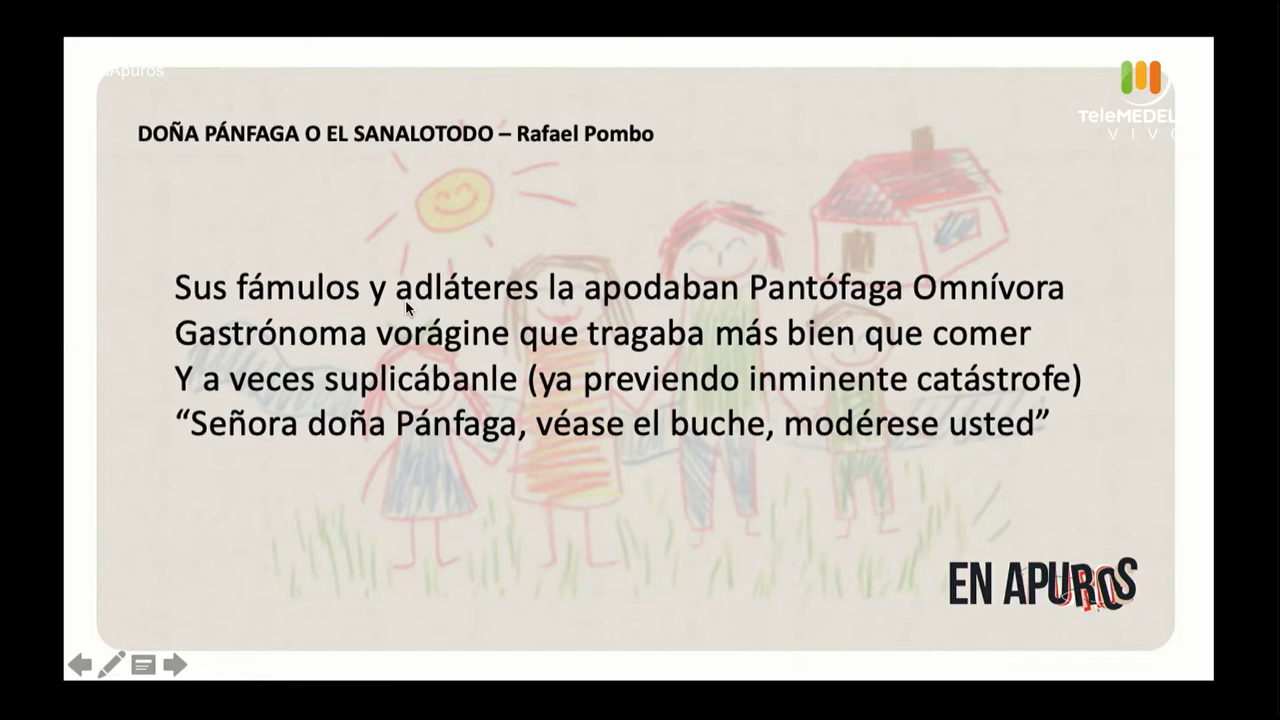 Apuros
TeleMEDEL
VIVO
DOÑA PÁNFAGA O EL SANALOTODO – Rafael Pombo
Sus fámulos y adláteres la apodaban Pantófaga Omnívora
Gastrónoma vorágine que tragaba más bien que comer
Y a veces suplicábanle (ya previendo inminente catástrofe)
“Señora doña Pánfaga, véase el buche, modérese usted”
EN APUROS